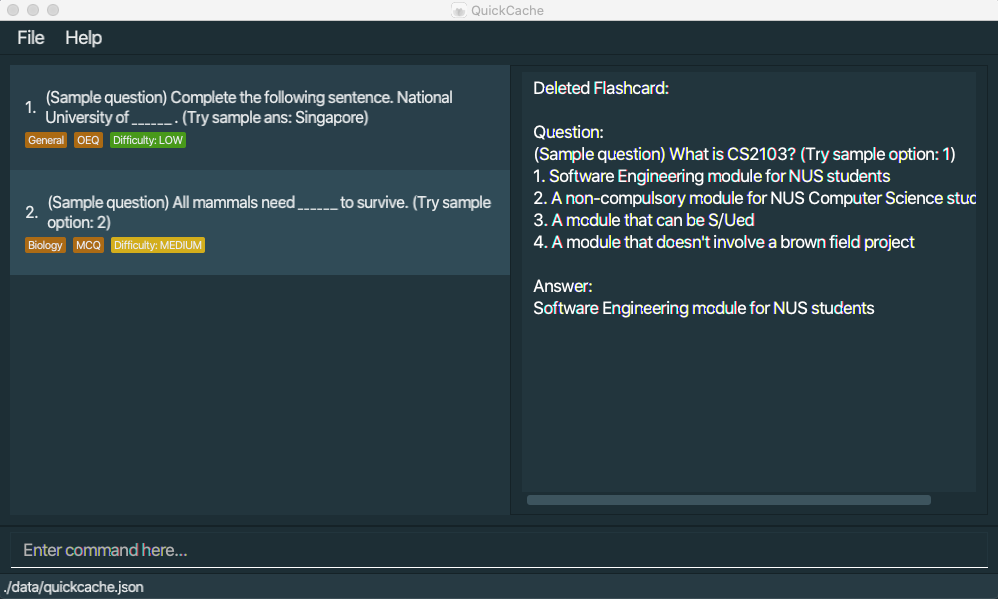 QuickCache
File Help
1. (Sample question) Complete the following sentence. National
University of ______ . (Try sample ans: Singapore)
General OEQ Difficulty: LOW
2. (Sample question) All mammals need ______ to survive. (Try sample
option: 2)
Biology MCQ Difficulty: MEDIUM
Deleted Flashcard:
Question:
(Sample question) What is CS2103? (Try sample option: 1)
1. Software Engineering module for NUS students
2. A non-compulsory module for NUS Computer Science stuc
3. A module that can be S/Ued
4. A module that doesn't involve a brown field project
Answer:
Software Engineering module for NUS students
Enter command here...
./data/quickcache.json